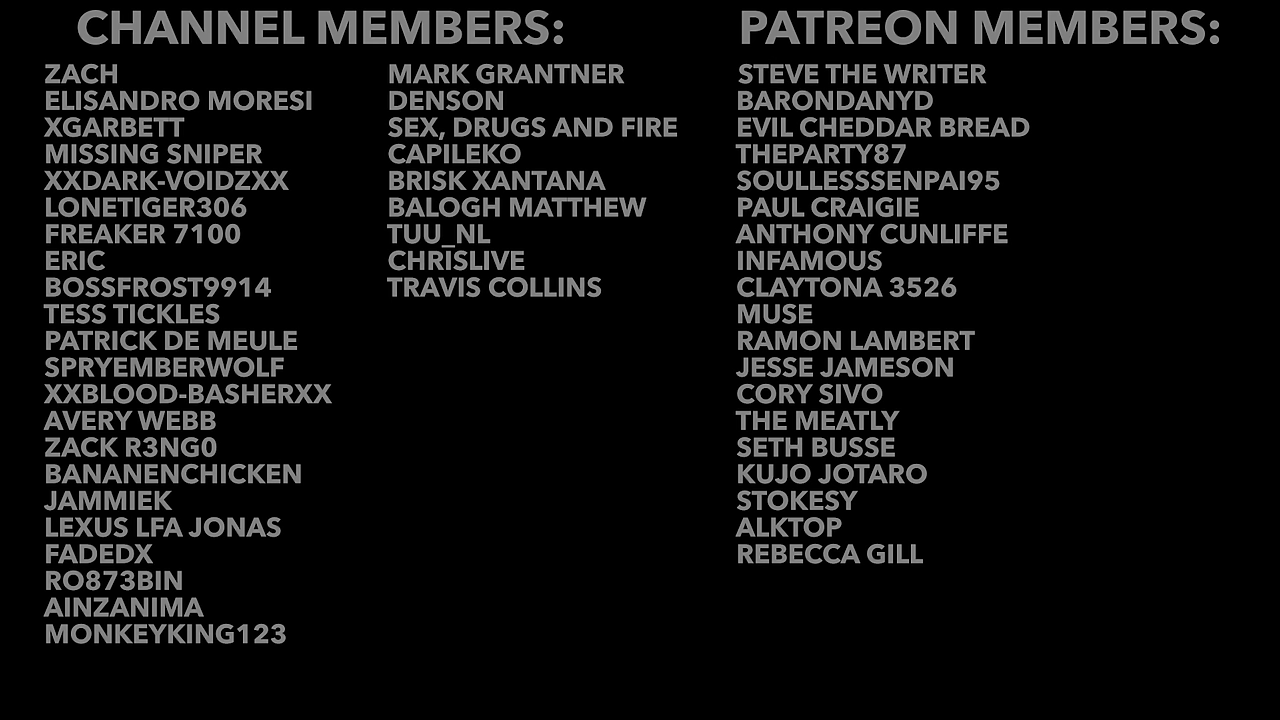 CHANNEL MEMBERS:
ZACH
ELISANDRO MORESI
XGARBETT
MISSING SNIPER
XXDARK-VOIDZXX
LONETIGER306
FREAKER 7100
ERIC
BOSSFROST9914
TESS TICKLES
PATRICK DE MEULE
SPRYEMBERWOLF
XXBLOOD-BASHERXX
AVERY WEBB
ZACK R3NG0
BANANENCHICKEN
JAMMIEK
LEXUS LFA JONAS
FADEDX
RO873BIN
AINZANIMA
MONKEYKING123
MARK GRANTNER
DENSON
SEX, DRUGS AND FIRE
CAPILEKO
BRISK XANTANA
BALOGH MATTHEW
TUU_NL
CHRISLIVE
TRAVIS COLLINS
PATREON MEMBERS:
STEVE THE WRITER
BARONDANYD
EVIL CHEDDAR BREAD
THEPARTY87
SOULLESSSENPAI95
PAUL CRAIGIE
ANTHONY CUNLIFFE
INFAMOUS
CLAYTONA 3526
MUSE
RAMON LAMBERT
JESSE JAMESON
CORY SIVO
THE MEATLY
SETH BUSSE
KUJO JOTARO
STOKESY
ALKTOP
REBECCA GILL